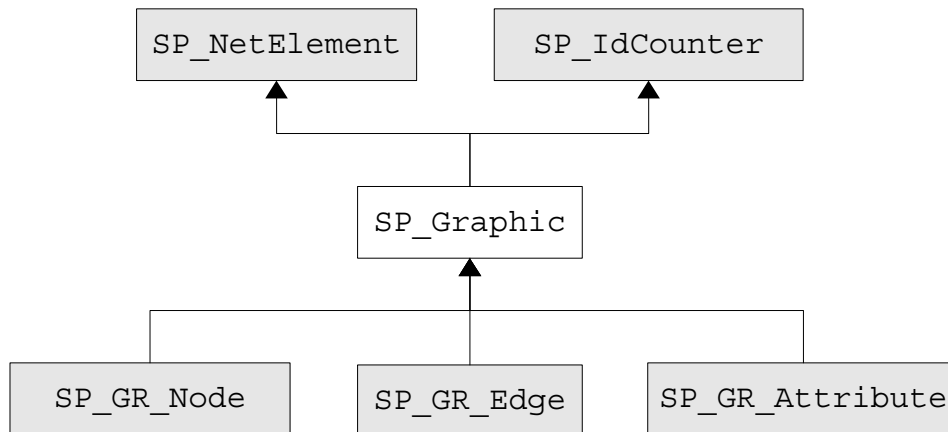 SP_NetElement
SP_IdCounter
SP_Graphic
SP_GR_Node
SP_GR_Edge
SP_GR_Attribute